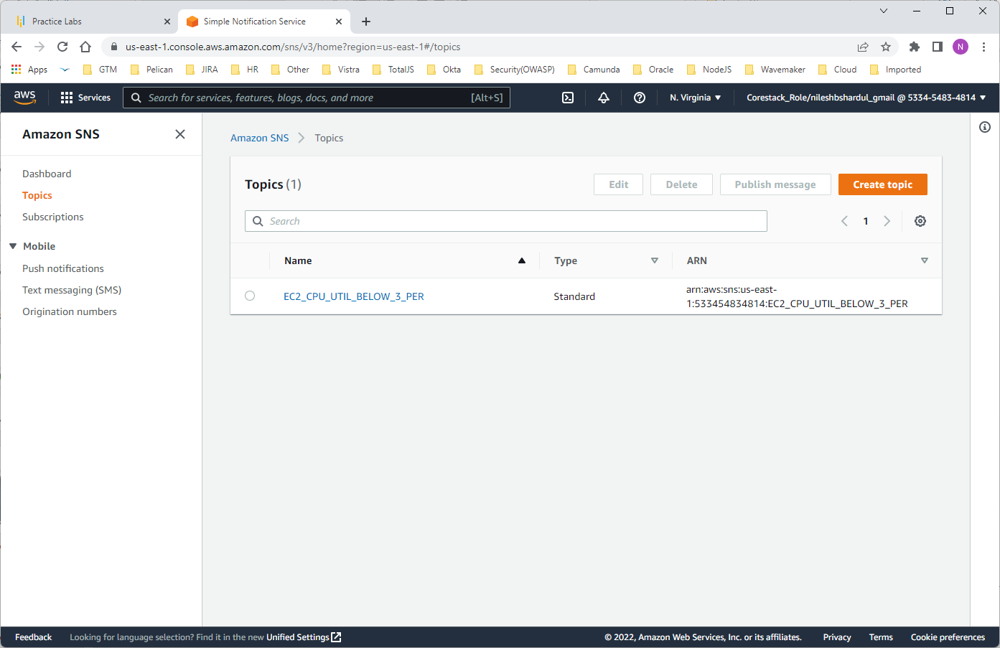 Practice Labs
Simple Notification Service
us-east-1.console.aws.amazon.com/sns/v3/home?region=us-east-1#/topics
N
Apps
GTM
Pelican
JIRA
HR
Other
Vistra
TotalJS
Okta
Security(OWASP)
Camunda
Oracle
NodeJS
Wavemaker
Cloud
Imported
aws
Services
Search for services, features, blogs, docs, and more
[Alt+S]
N. Virginia
Corestack_Role/nileshbshardul_gmail @ 5334-5483-4814
Amazon SNS
Dashboard
Topics
Subscriptions
Mobile
Push notifications
Text messaging (SMS)
Origination numbers
Amazon SNS
Topics
Topics (1)
Edit
Delete
Publish message
Create topic
Search
1
Name
Type
ARN
EC2_CPU_UTIL_BELOW_3_PER
Standard
arn:aws:sns:us-east-
1:533454834814:EC2_CPU_UTIL_BELOW_3_PER
Feedback
Looking for language selection? Find it in the new Unified Settings
© 2022, Amazon Web Services, Inc. or its affiliates.
Privacy
Terms
Cookie preferences